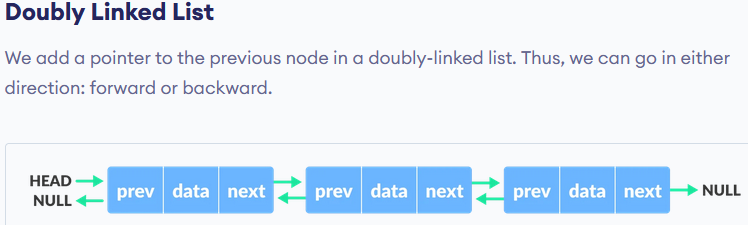 Doubly Linked List
We add a pointer to the previous node in a doubly-linked list. Thus, we can go in either
direction: forward or backward.
HEAD prev data next prev data next prev data next NULL
NULL